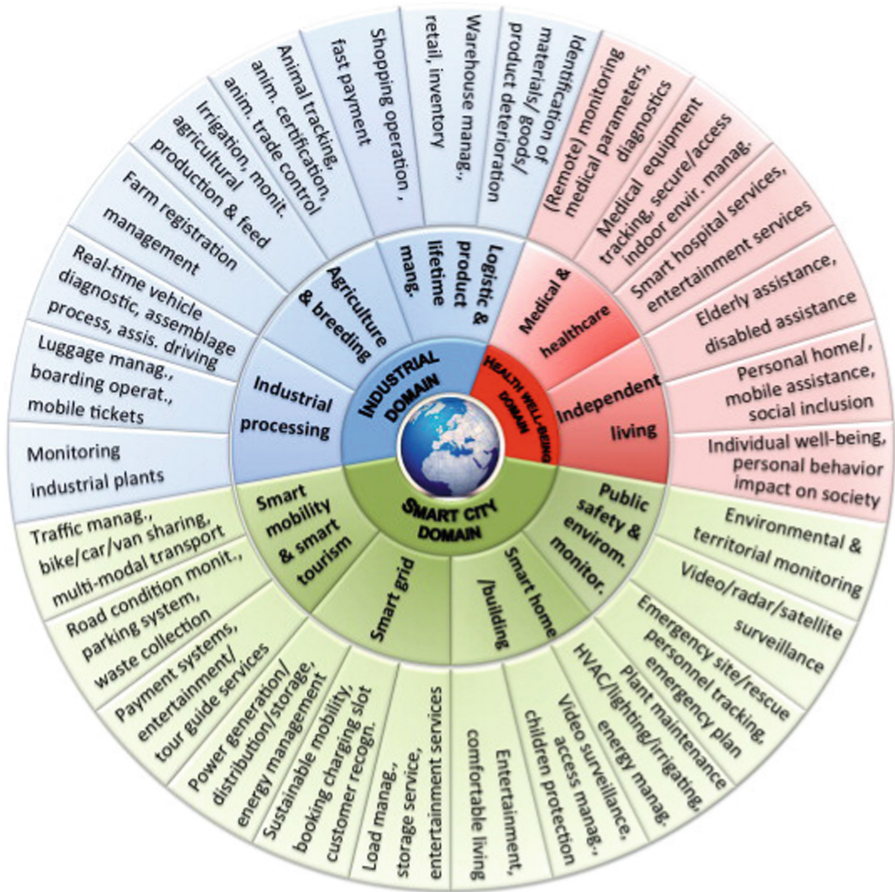 INDUSTRIAL
DOMAIN
HEALTH WELL-BEING
DOMAIN
SMART CITY
DOMAIN
Logistic &
product
lifetime
mang.
Agriculture
& breeding
Industrial
processing
Medical &
healthcare
Independent
living
Public
safety &
envirom.
monitor.
Smart home
/building
Smart grid
Smart
mobility
& smart
tourism
Identification of
materials/ goods/
product deterioration
Warehouse manag.,
retail, inventory
Shopping operation ,
fast payment
Animal tracking,
anim. certification,
anim. trade control
Irrigation, monit.
agricultural
production & feed
Farm registration
management
Real-time vehicle
diagnostic, assemblage
process, assis. driving
Luggage manag.,
boarding operat.,
mobile tickets
Monitoring
industrial plants
(Remote) monitoring
medical parameters,
diagnostics
Medical equipment
tracking, secure/access
indoor envir. manag.
Smart hospital services,
entertainment services
Elderly assistance,
disabled assistance
Personal home/,
mobile assistance,
social inclusion
Individual well-being,
personal behavior
impact on society
Environmental &
territorial monitoring
Video/radar/satellite
surveillance
Emergency site/rescue
personnel tracking,
emergency plan
Plant maintenance
HVAC/lighting/irrigating,
energy manag.
Video surveillance,
access manag.,
children protection
Entertainment,
comfortable living
Load manag.,
storage service,
entertainment services
Sustainable mobility,
booking charging slot
customer recogn.
Power generation/
distribution/storage,
energy management
Payment systems,
entertainment/
tour guide services
Road condition monit.,
parking system,
waste collection
Traffic manag.,
bike/car/van sharing,
multi-modal transport